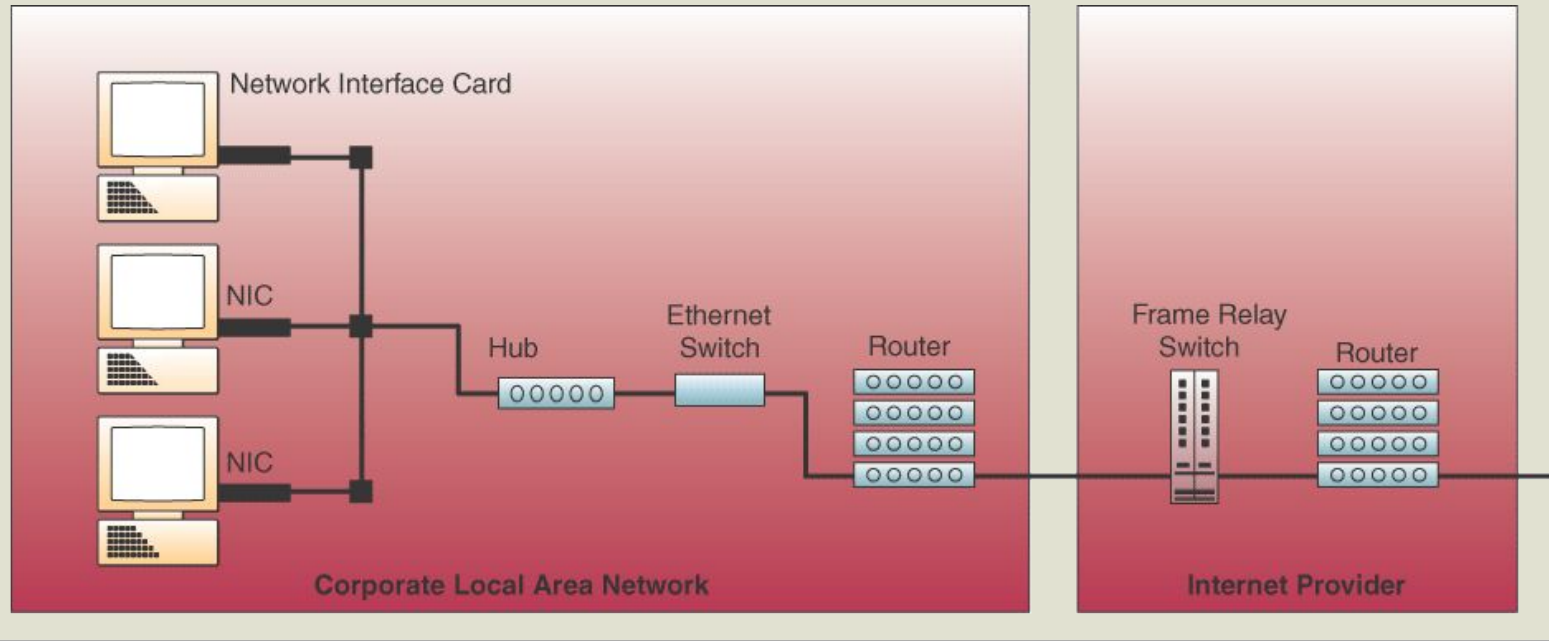 Network Interface Card
NIC
NIC
Hub
Ethernet
Switch
Router
Corporate Local Area Network
Frame Relay
Switch
Router
Internet Provider